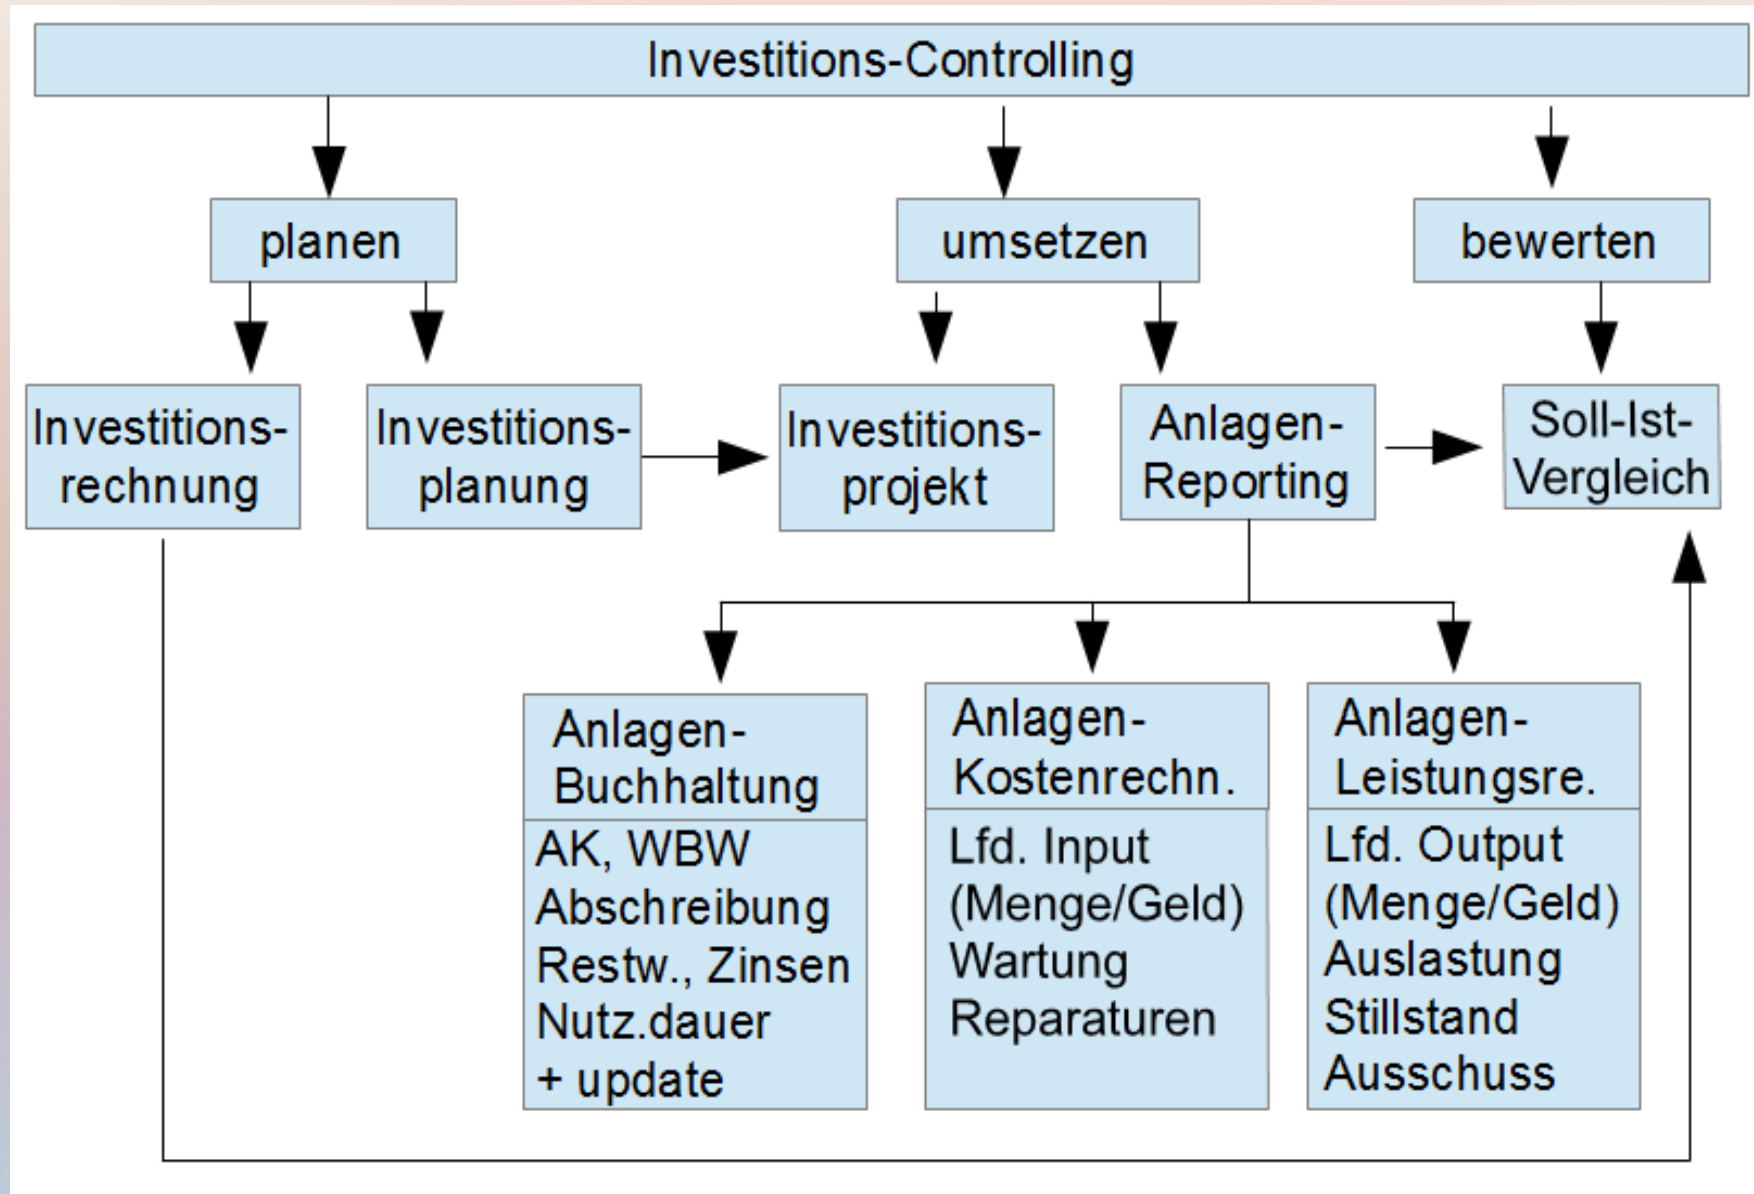 Investitions-Controlling
planen
umsetzen
bewerten
Investitions-
rechnung
Investitions-
planung
Investitions-
projekt
Anlagen-
Reporting
Soll-Ist-
Vergleich
Anlagen-
Buchhaltung
AK, WBW
Abschreibung
Restw., Zinsen
Nutz.dauer
+ update
Anlagen-
Kostenrechn.
Lfd. Input
(Menge/Geld)
Wartung
Reparaturen
Anlagen-
Leistungsre.
Lfd. Output
(Menge/Geld)
Auslastung
Stillstand
Ausschuss